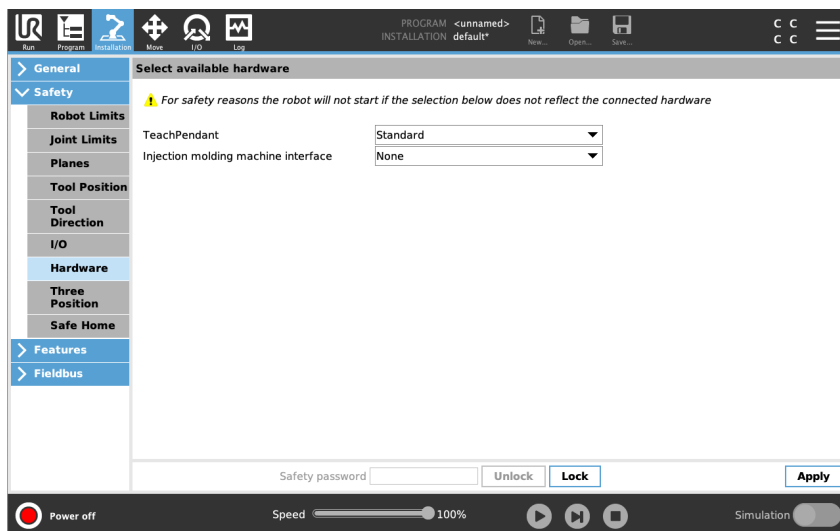 UR
PROGRAM <unnamed>
INSTALLATION default*
C C
C C
Run Program Installation Move I/O Log New... Open... Save...
General
Select available hardware
Safety
For safety reasons the robot will not start if the selection below does not reflect the connected hardware
Robot Limits
Joint Limits
Planes
Tool Position
Tool
Direction
I/O
Hardware
Three
Position
Safe Home
Features
Fieldbus
TeachPendant Standard
Injection molding machine interface None
Safety password Unlock Lock Apply
Power off Speed 100% Simulation